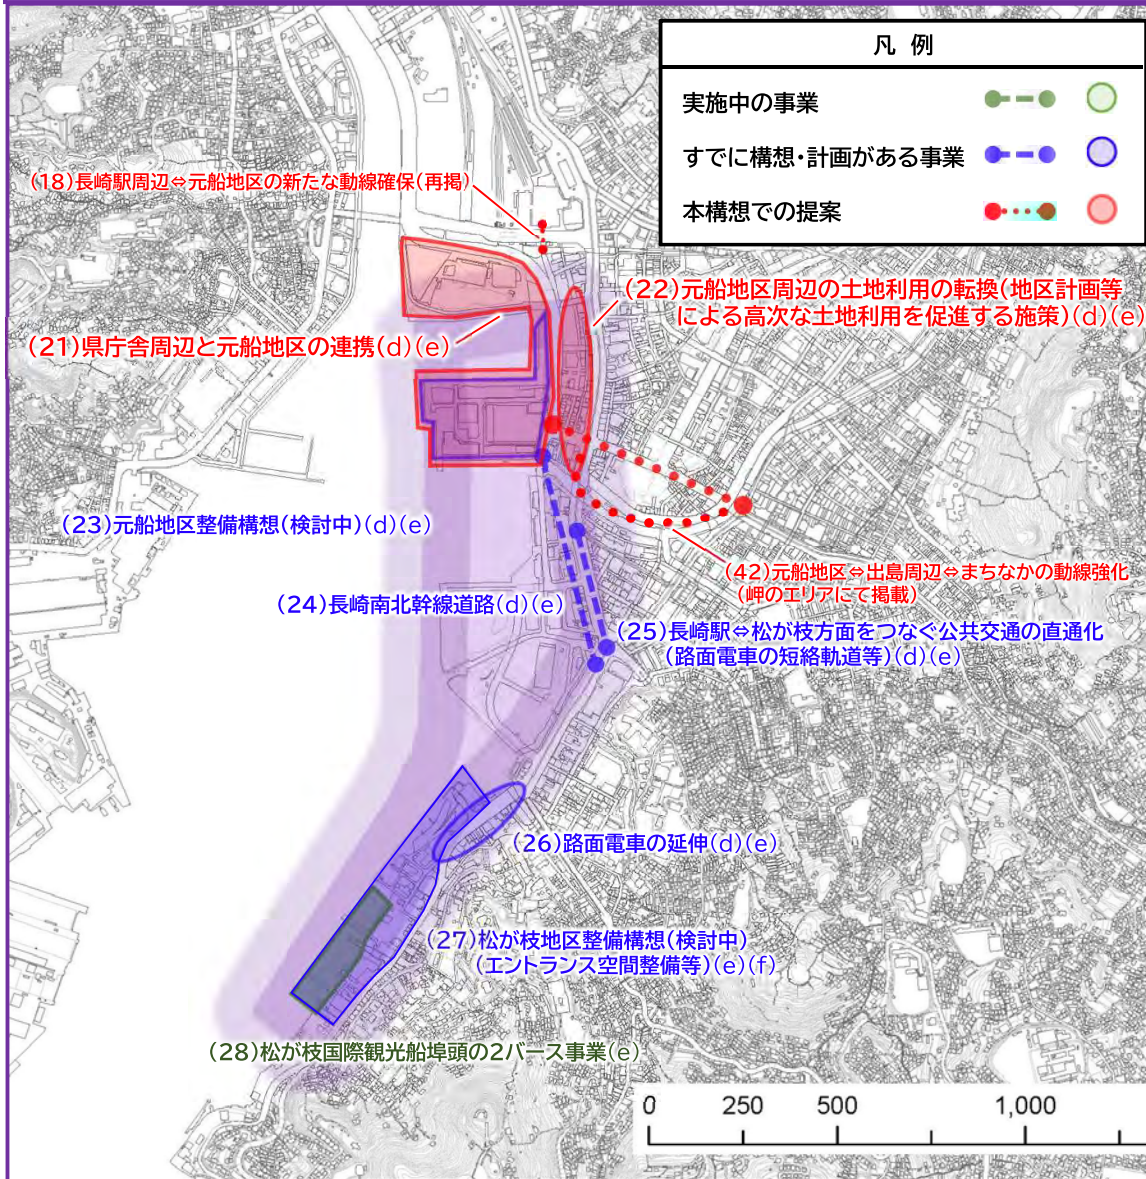 凡 例
実施中の事業
すでに構想・計画がある事業
本構想での提案
(18)長崎駅周辺⇔元船地区の新たな動線確保(再掲)
(22)元船地区周辺の土地利用の転換(地区計画等
による高次な土地利用を促進する施策)(d)(e)
(21)県庁舎周辺と元船地区の連携(d)(e)
(23)元船地区整備構想(検討中)(d)(e)
(42)元船地区⇔出島周辺⇔まちなかの動線強化
(岬のエリアにて掲載)
(24)長崎南北幹線道路(d)(e)
(25)長崎駅⇔松が枝方面をつなぐ公共交通の直通化
(路面電車の短絡軌道等)(d)(e)
(26)路面電車の延伸(d)(e)
(27)松が枝地区整備構想(検討中)
(エントランス空間整備等)(e)(f)
(28)松が枝国際観光船埠頭の2バース事業(e)
0 250 500 1,000